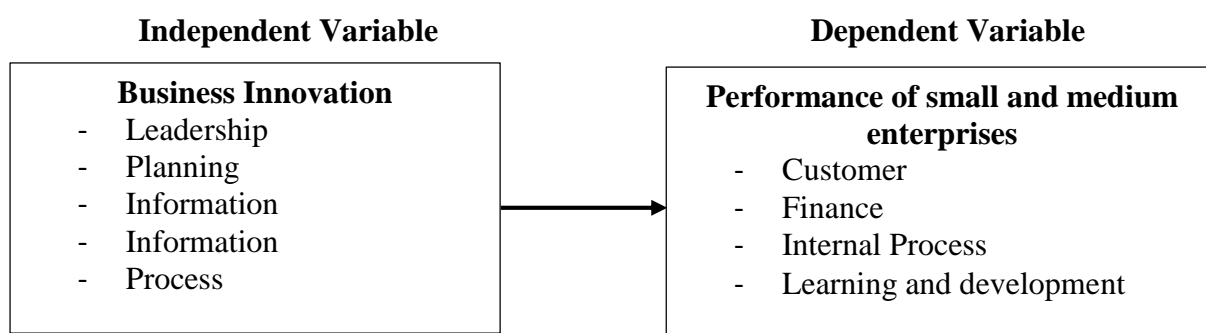 Independent Variable
Business Innovation
- Leadership
- Planning
- Information
- Information
- Process
Dependent Variable
Performance of small and medium
enterprises
- Customer
- Finance
- Internal Process
- Learning and development